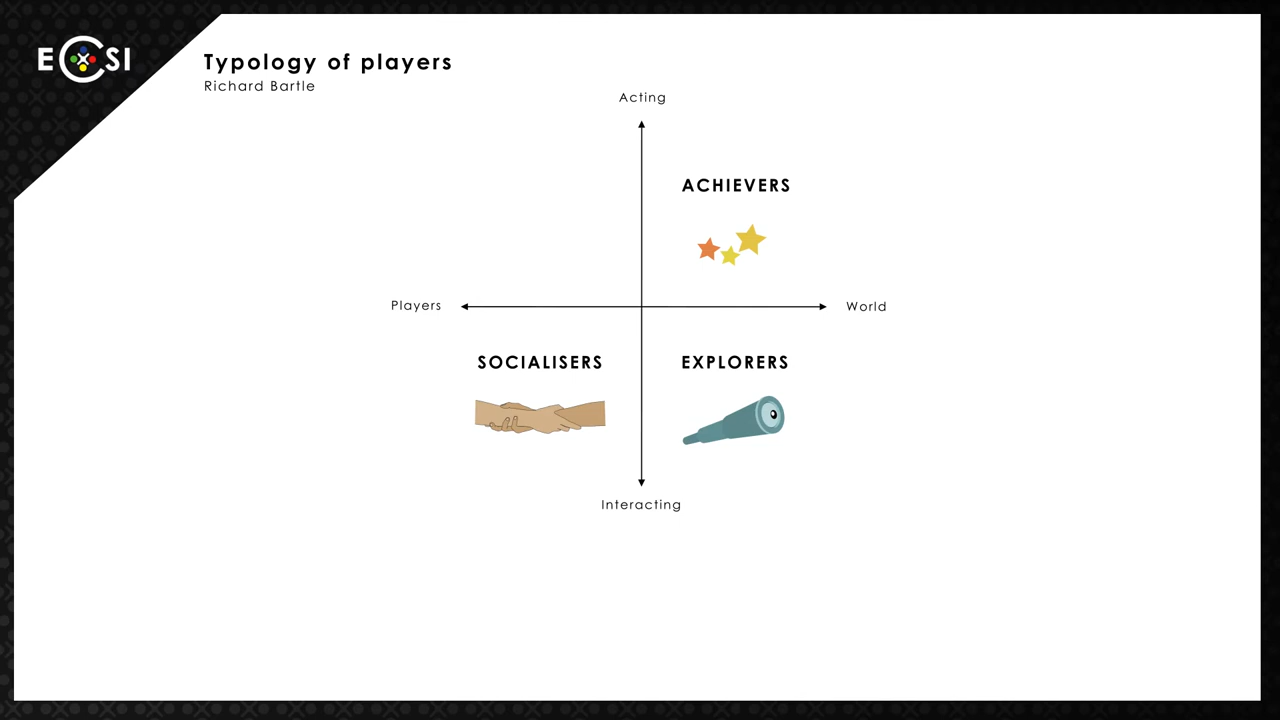 ECSI
Typology of players
Richard Bartle
Acting
ACHIEVERS
Players
World
SOCIALISERS
EXPLORERS
Interacting